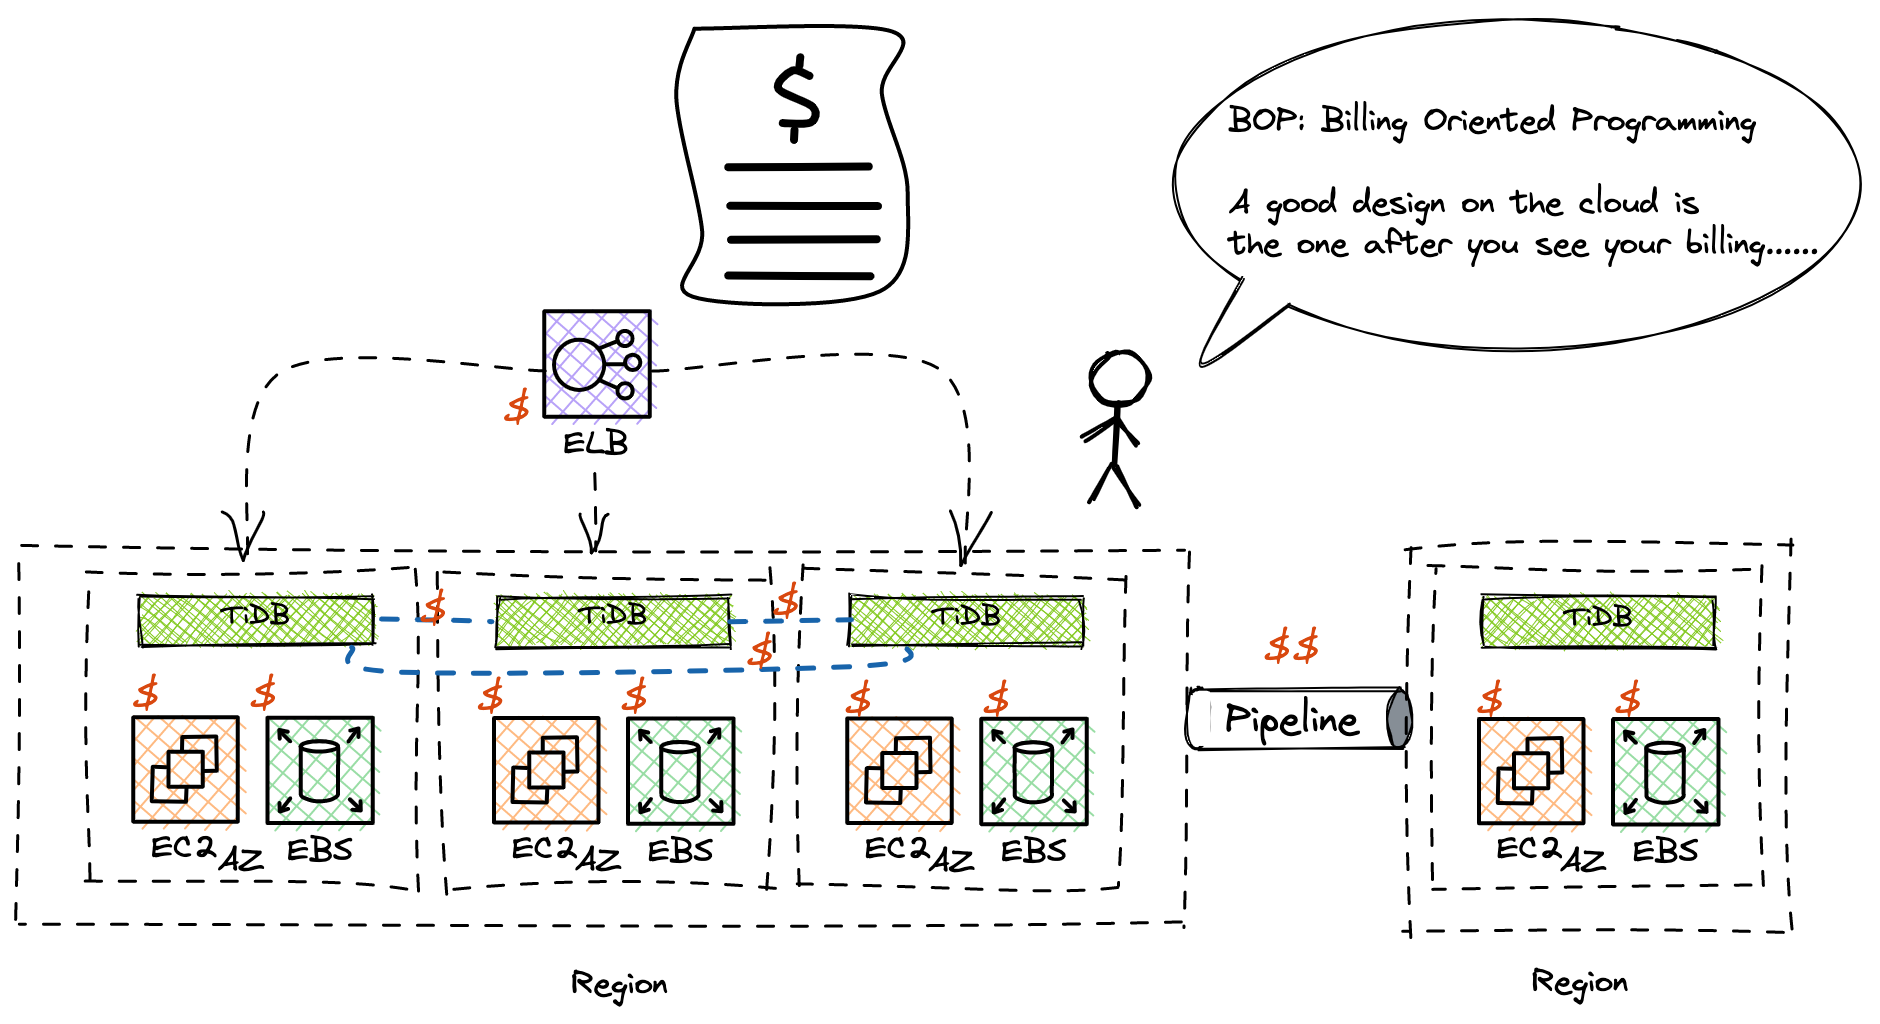 $
BOP: Billing Oriented Programming
A good design on the cloud is
the one after you see your billing......
$
ELB
TiDB
$
TiDB
$
TiDB
TiDB
$
$$
$
$
$
$
$
$
$
$
Pipeline
EC2
AZ
EBS
EC2
AZ
EBS
EC2
AZ
EBS
EC2
AZ
EBS
Region
Region